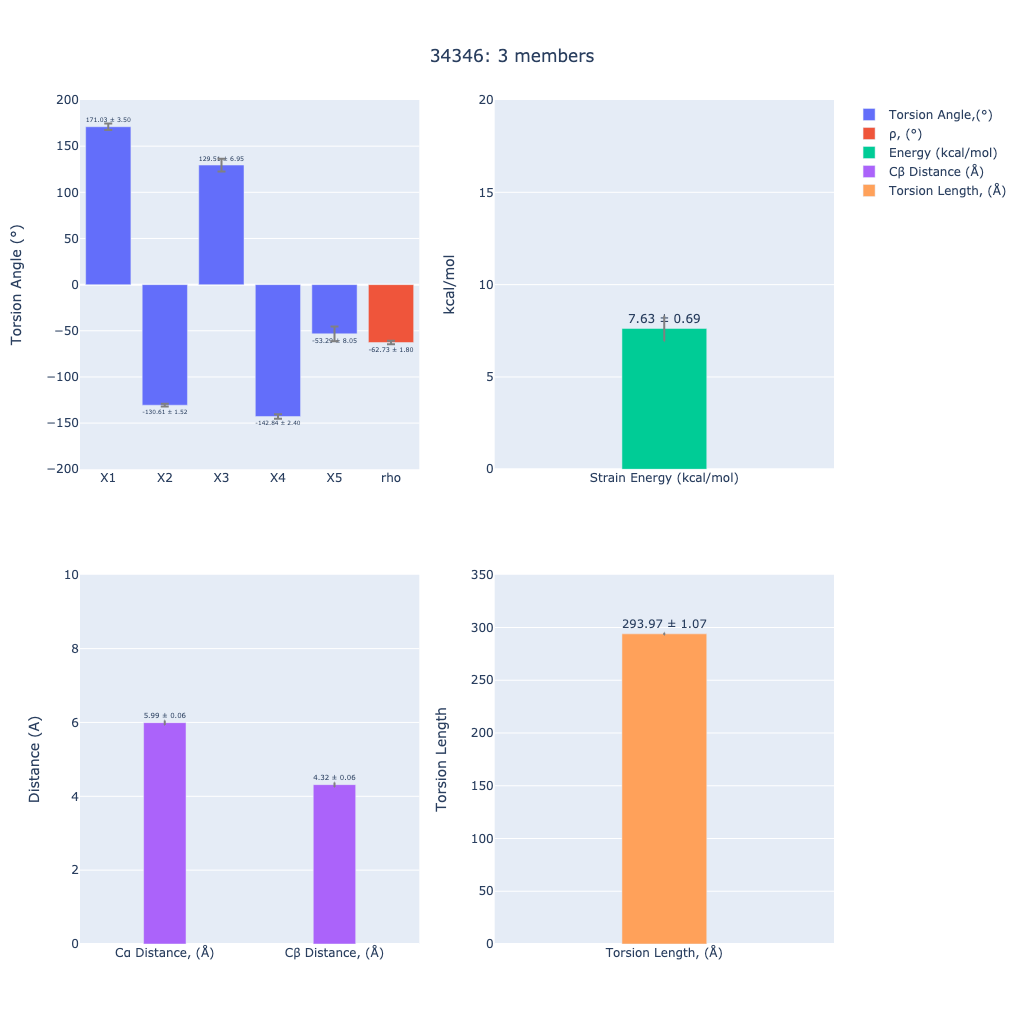 34346: 3 members
Torsion Angle (°)
200
150
100
50
0
−50
−100
−150
−200
171.03 ± 3.50
-130.61 ± 1.52
129.51 ± 6.95
-142.84 ± 2.40
-53.29 ± 8.05
-62.73 ± 1.80
X1 X2 X3 X4 X5 rho
kcal/mol
20
15
10
5
0
7.63 ± 0.69
Strain Energy (kcal/mol)
Torsion Angle,(°)
ρ, (°)
Energy (kcal/mol)
Cβ Distance (Å)
Torsion Length, (Å)
Distance (A)
10
8
6
4
2
0
5.99 ± 0.06
4.32 ± 0.06
Cα Distance, (Å) Cβ Distance, (Å)
Torsion Length
350
300
250
200
150
100
50
0
293.97 ± 1.07
Torsion Length, (Å)